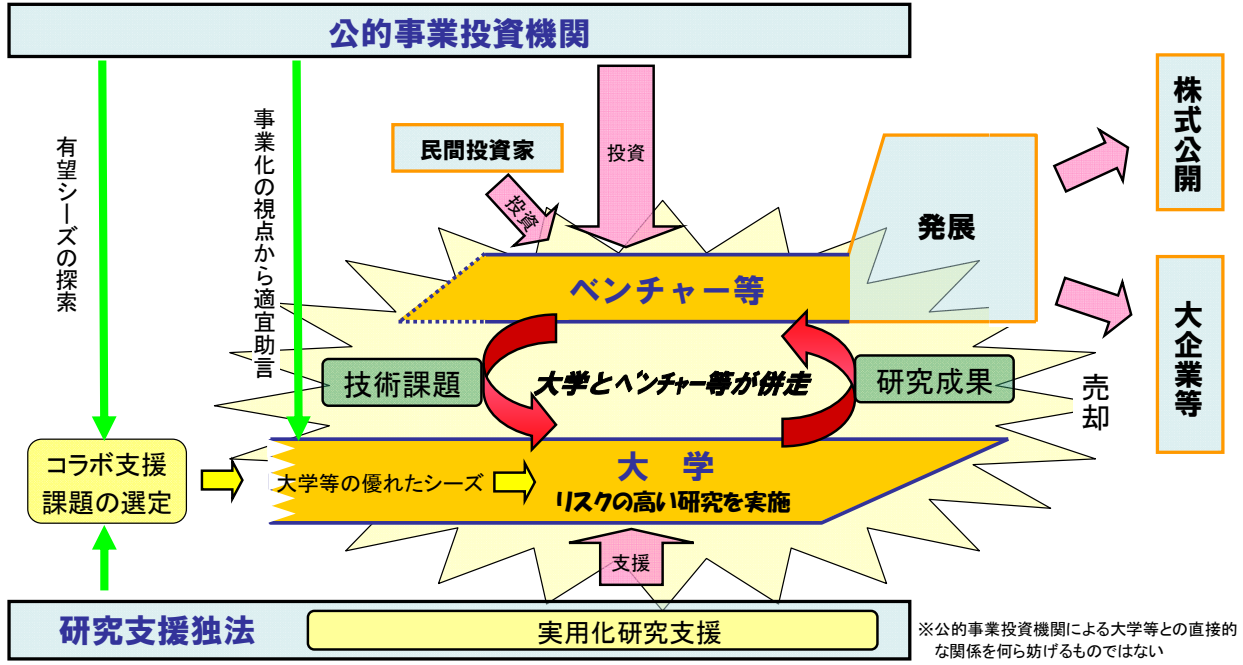 公的事業投資機関
有望シーズの探索
事業化の視点から適宜助言
民間投資家
投資
投資
株式公開
発展
ベンチャー等
大企業等
技術課題
大学とベンチャー等が併走
研究成果
売却
コラボ支援
課題の選定
大学等の優れたシーズ
大 学
リスクの高い研究を実施
支援
研究支援独法
実用化研究支援
※公的事業投資機関による大学等との直接的
な関係を何ら妨げるものではない